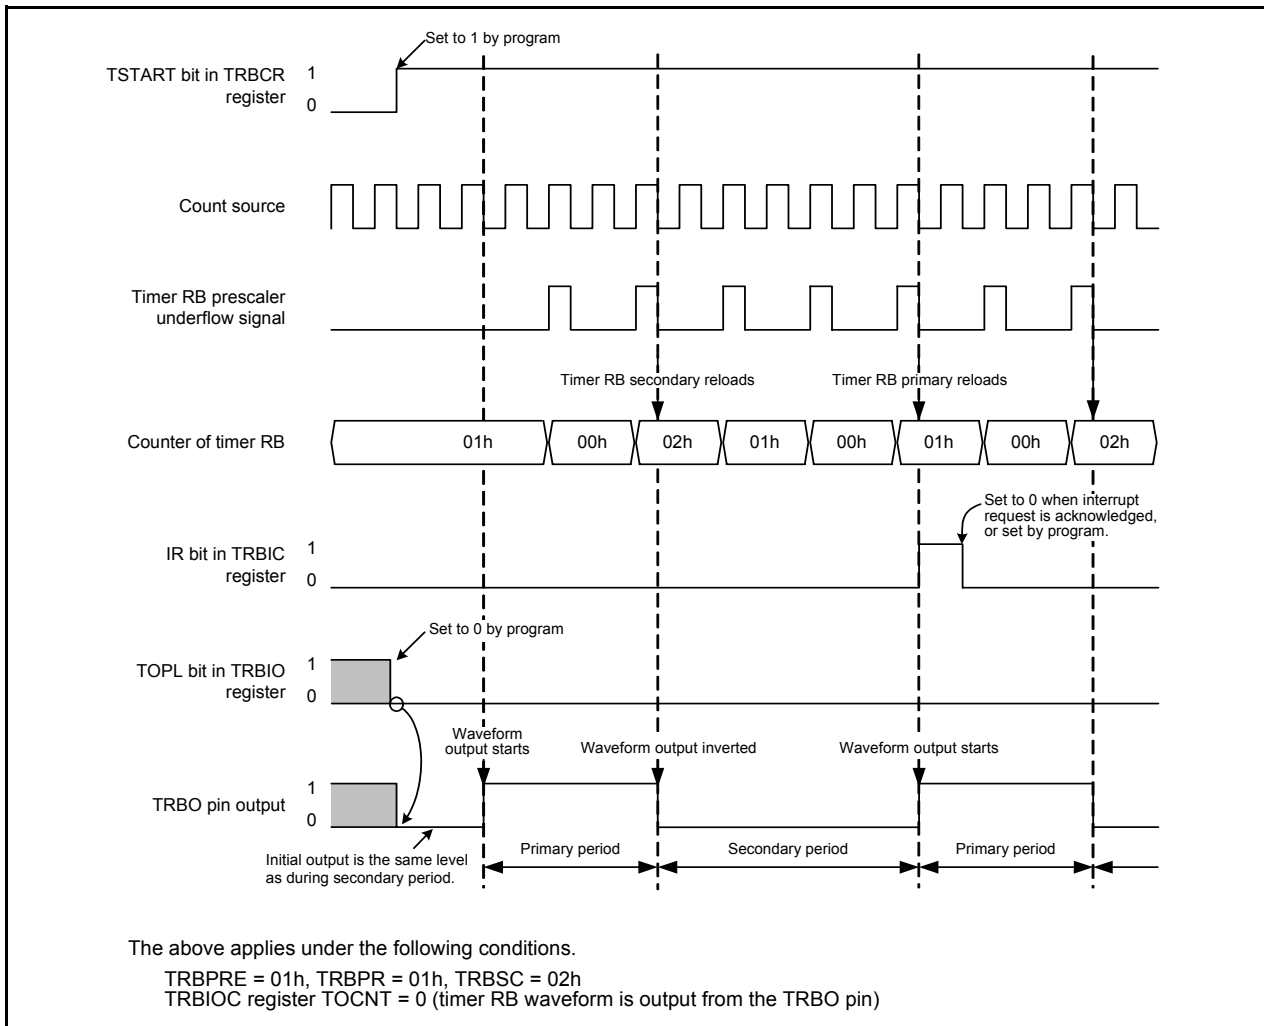 Set to 1 by program
TSTART bit in TRBCR
register
1
0
Count source
Timer RB prescaler
underflow signal
Timer RB secondary reloads
Timer RB primary reloads
Counter of timer RB
01h
00h
02h
01h
00h
01h
00h
02h
Set to 0 when interrupt
request is acknowledged,
or set by program.
IR bit in TRBIC
register
1
0
Set to 0 by program
TOPL bit in TRBIO
register
1
0
Waveform
output starts
Waveform output inverted
Waveform output starts
TRBO pin output
1
0
Initial output is the same level
as during secondary period.
Primary period
Secondary period
Primary period
The above applies under the following conditions.
TRBPRE = 01h, TRBPR = 01h, TRBSC = 02h
TRBIOC register TOCNT = 0 (timer RB waveform is output from the TRBO pin)